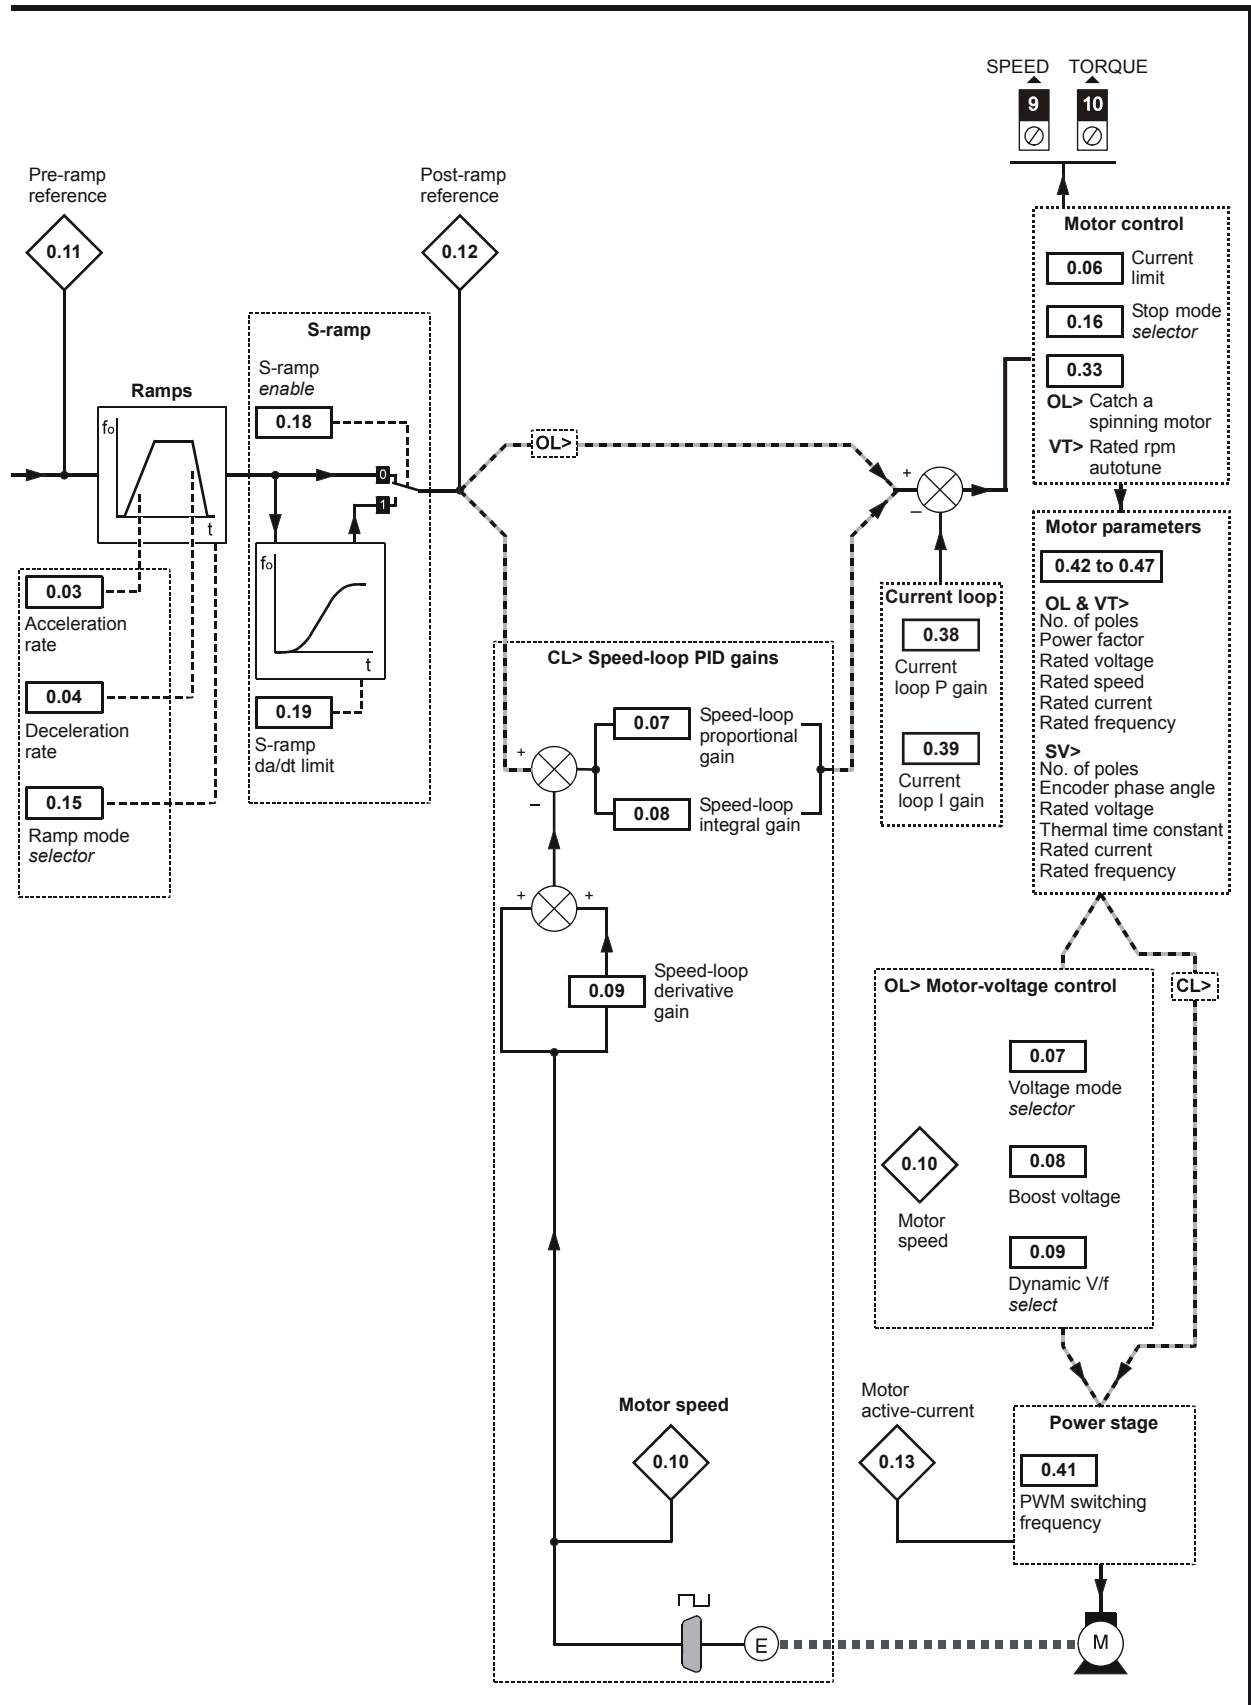 SPEED TORQUE
9 10
Pre-ramp
reference
0.11
Post-ramp
reference
0.12
Motor control
0.06
Current
limit
0.16
Stop mode
selector
0.33
OL> Catch a
spinning motor
VT> Rated rpm
autotune
S-ramp
S-ramp
enable
0.18
0
1
fo
t
0.19
S-ramp
da/dt limit
Ramps
fo
t
0.03
Acceleration
rate
0.04
Deceleration
rate
0.15
Ramp mode
selector
OL>
+
–
Current loop
0.38
Current
loop P gain
0.39
Current
loop I gain
Motor parameters
0.42 to 0.47
OL & VT>
No. of poles
Power factor
Rated voltage
Rated speed
Rated current
Rated frequency
SV>
No. of poles
Encoder phase angle
Rated voltage
Thermal time constant
Rated current
Rated frequency
CL> Speed-loop PID gains
+
–
0.07
Speed-loop
proportional
gain
0.08
Speed-loop
integral gain
+ +
0.09
Speed-loop
derivative
gain
OL> Motor-voltage control
CL>
0.07
Voltage mode
selector
0.10
Motor
speed
0.08
Boost voltage
0.09
Dynamic V/f
select
Motor speed
0.10
Motor
active-current
0.13
Power stage
0.41
PWM switching
frequency
E
M